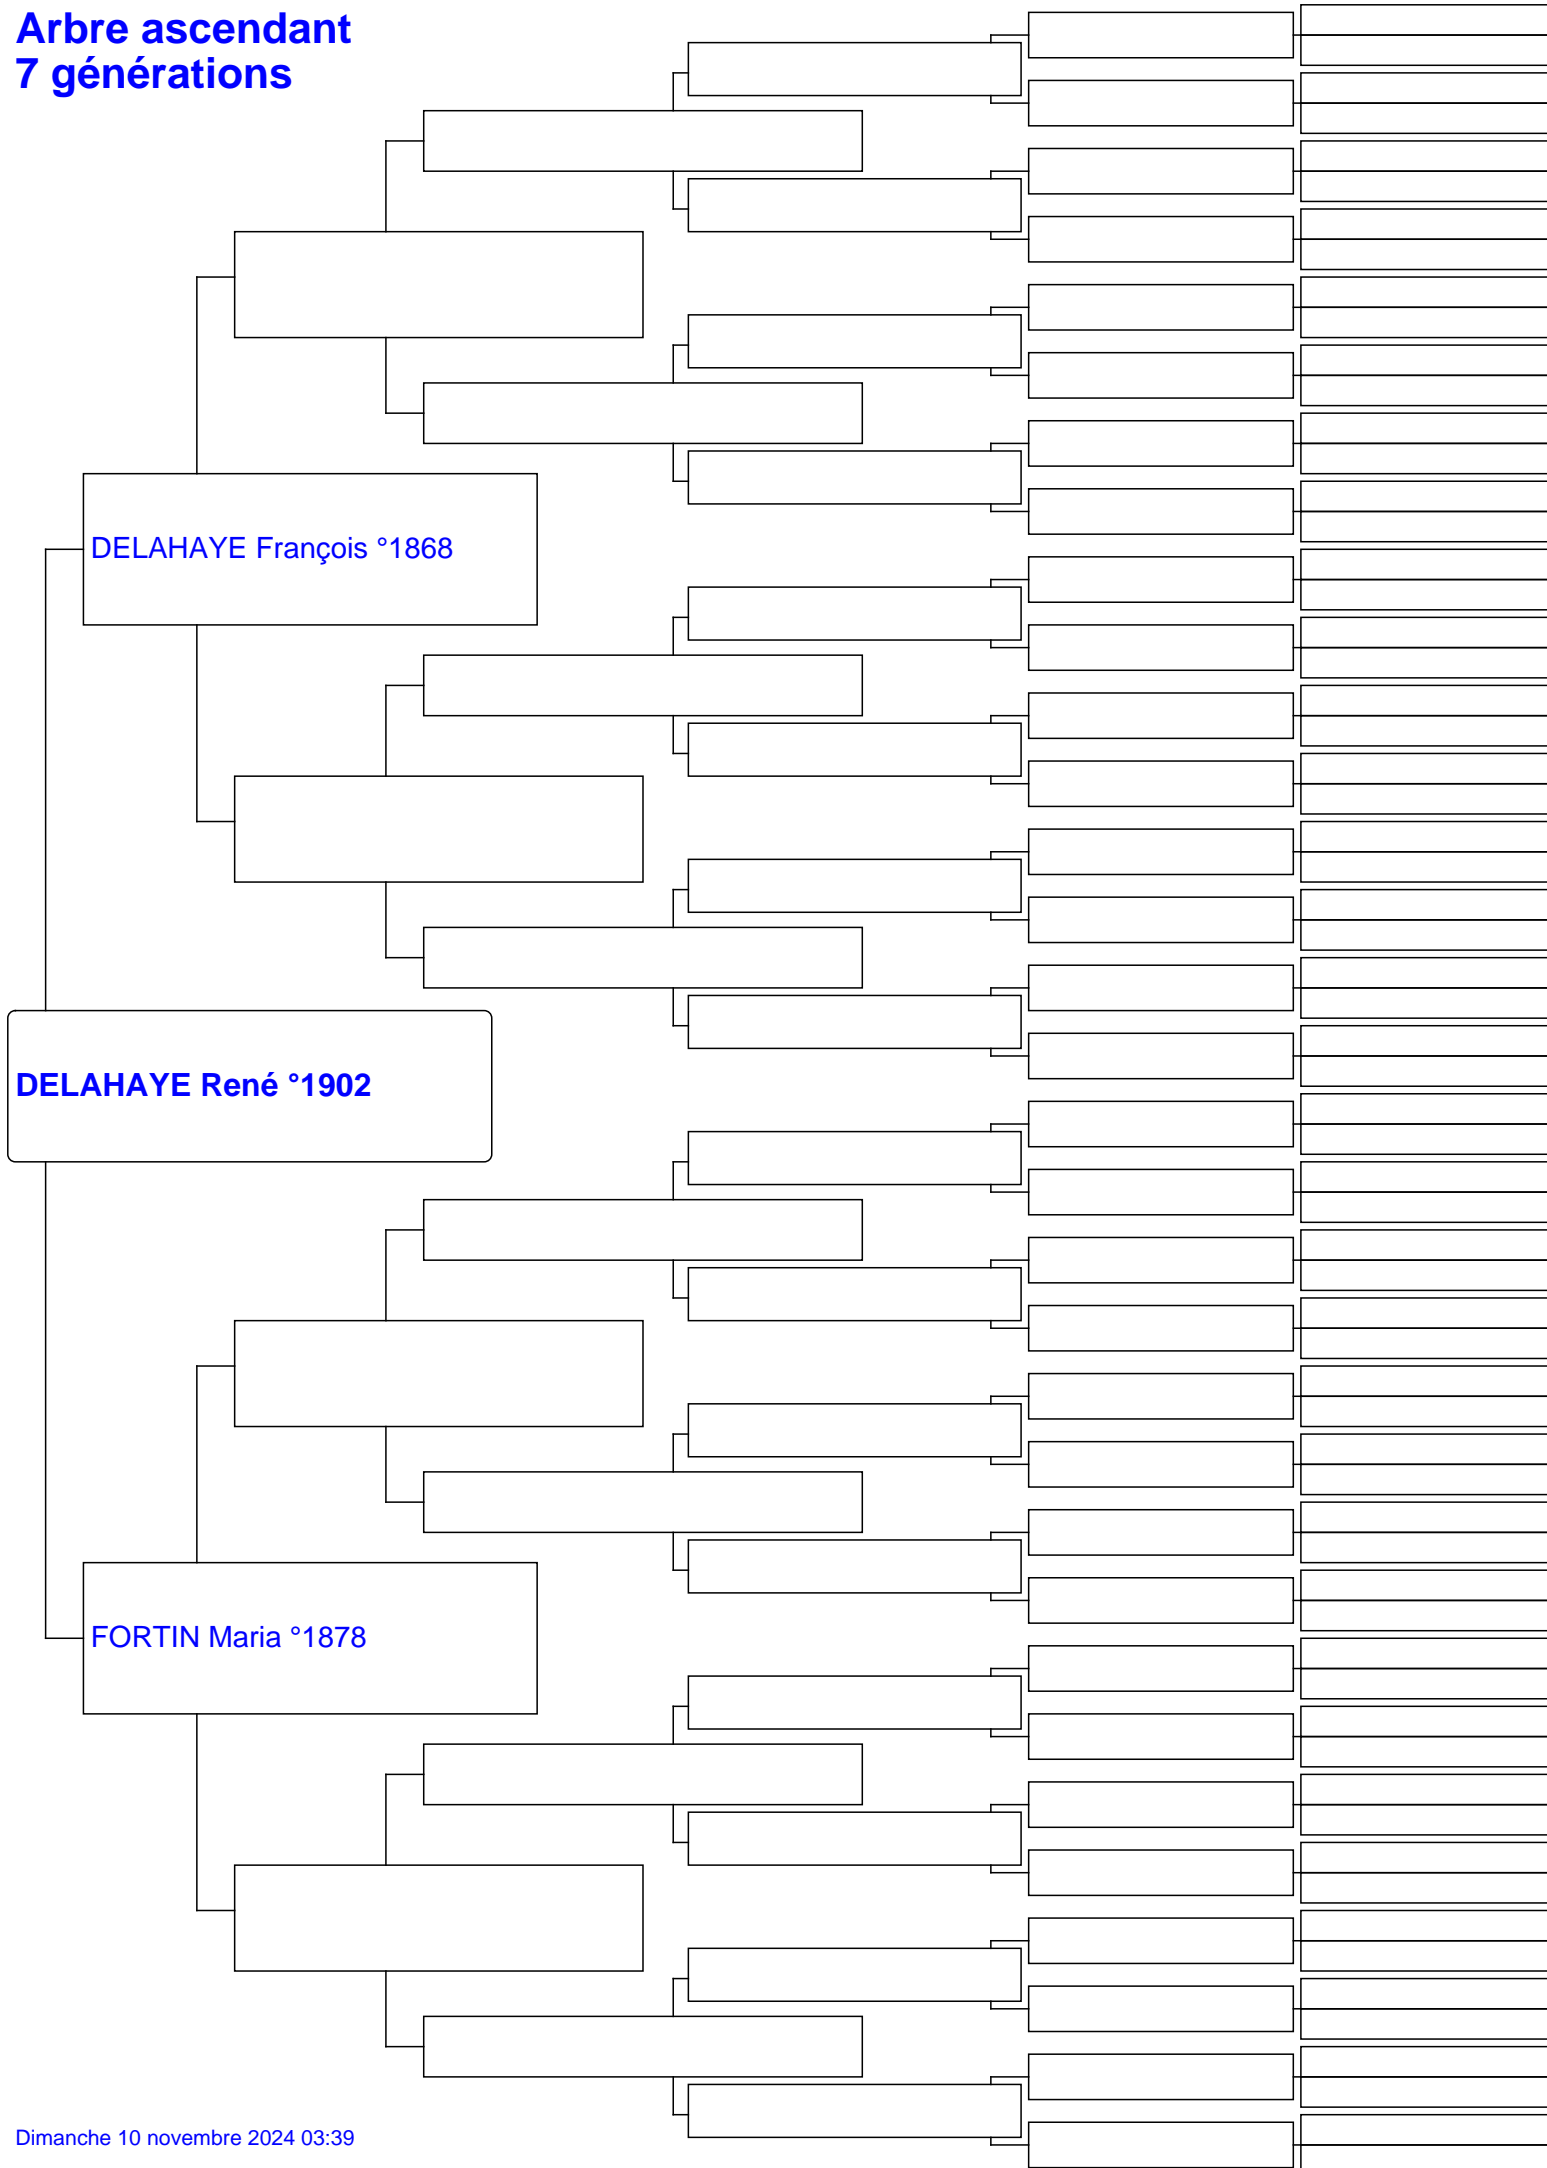 Arbre ascendant
7 générations
DELAHAYE François °1868
DELAHAYE René °1902
FORTIN Maria °1878
Dimanche 10 novembre 2024 03:39